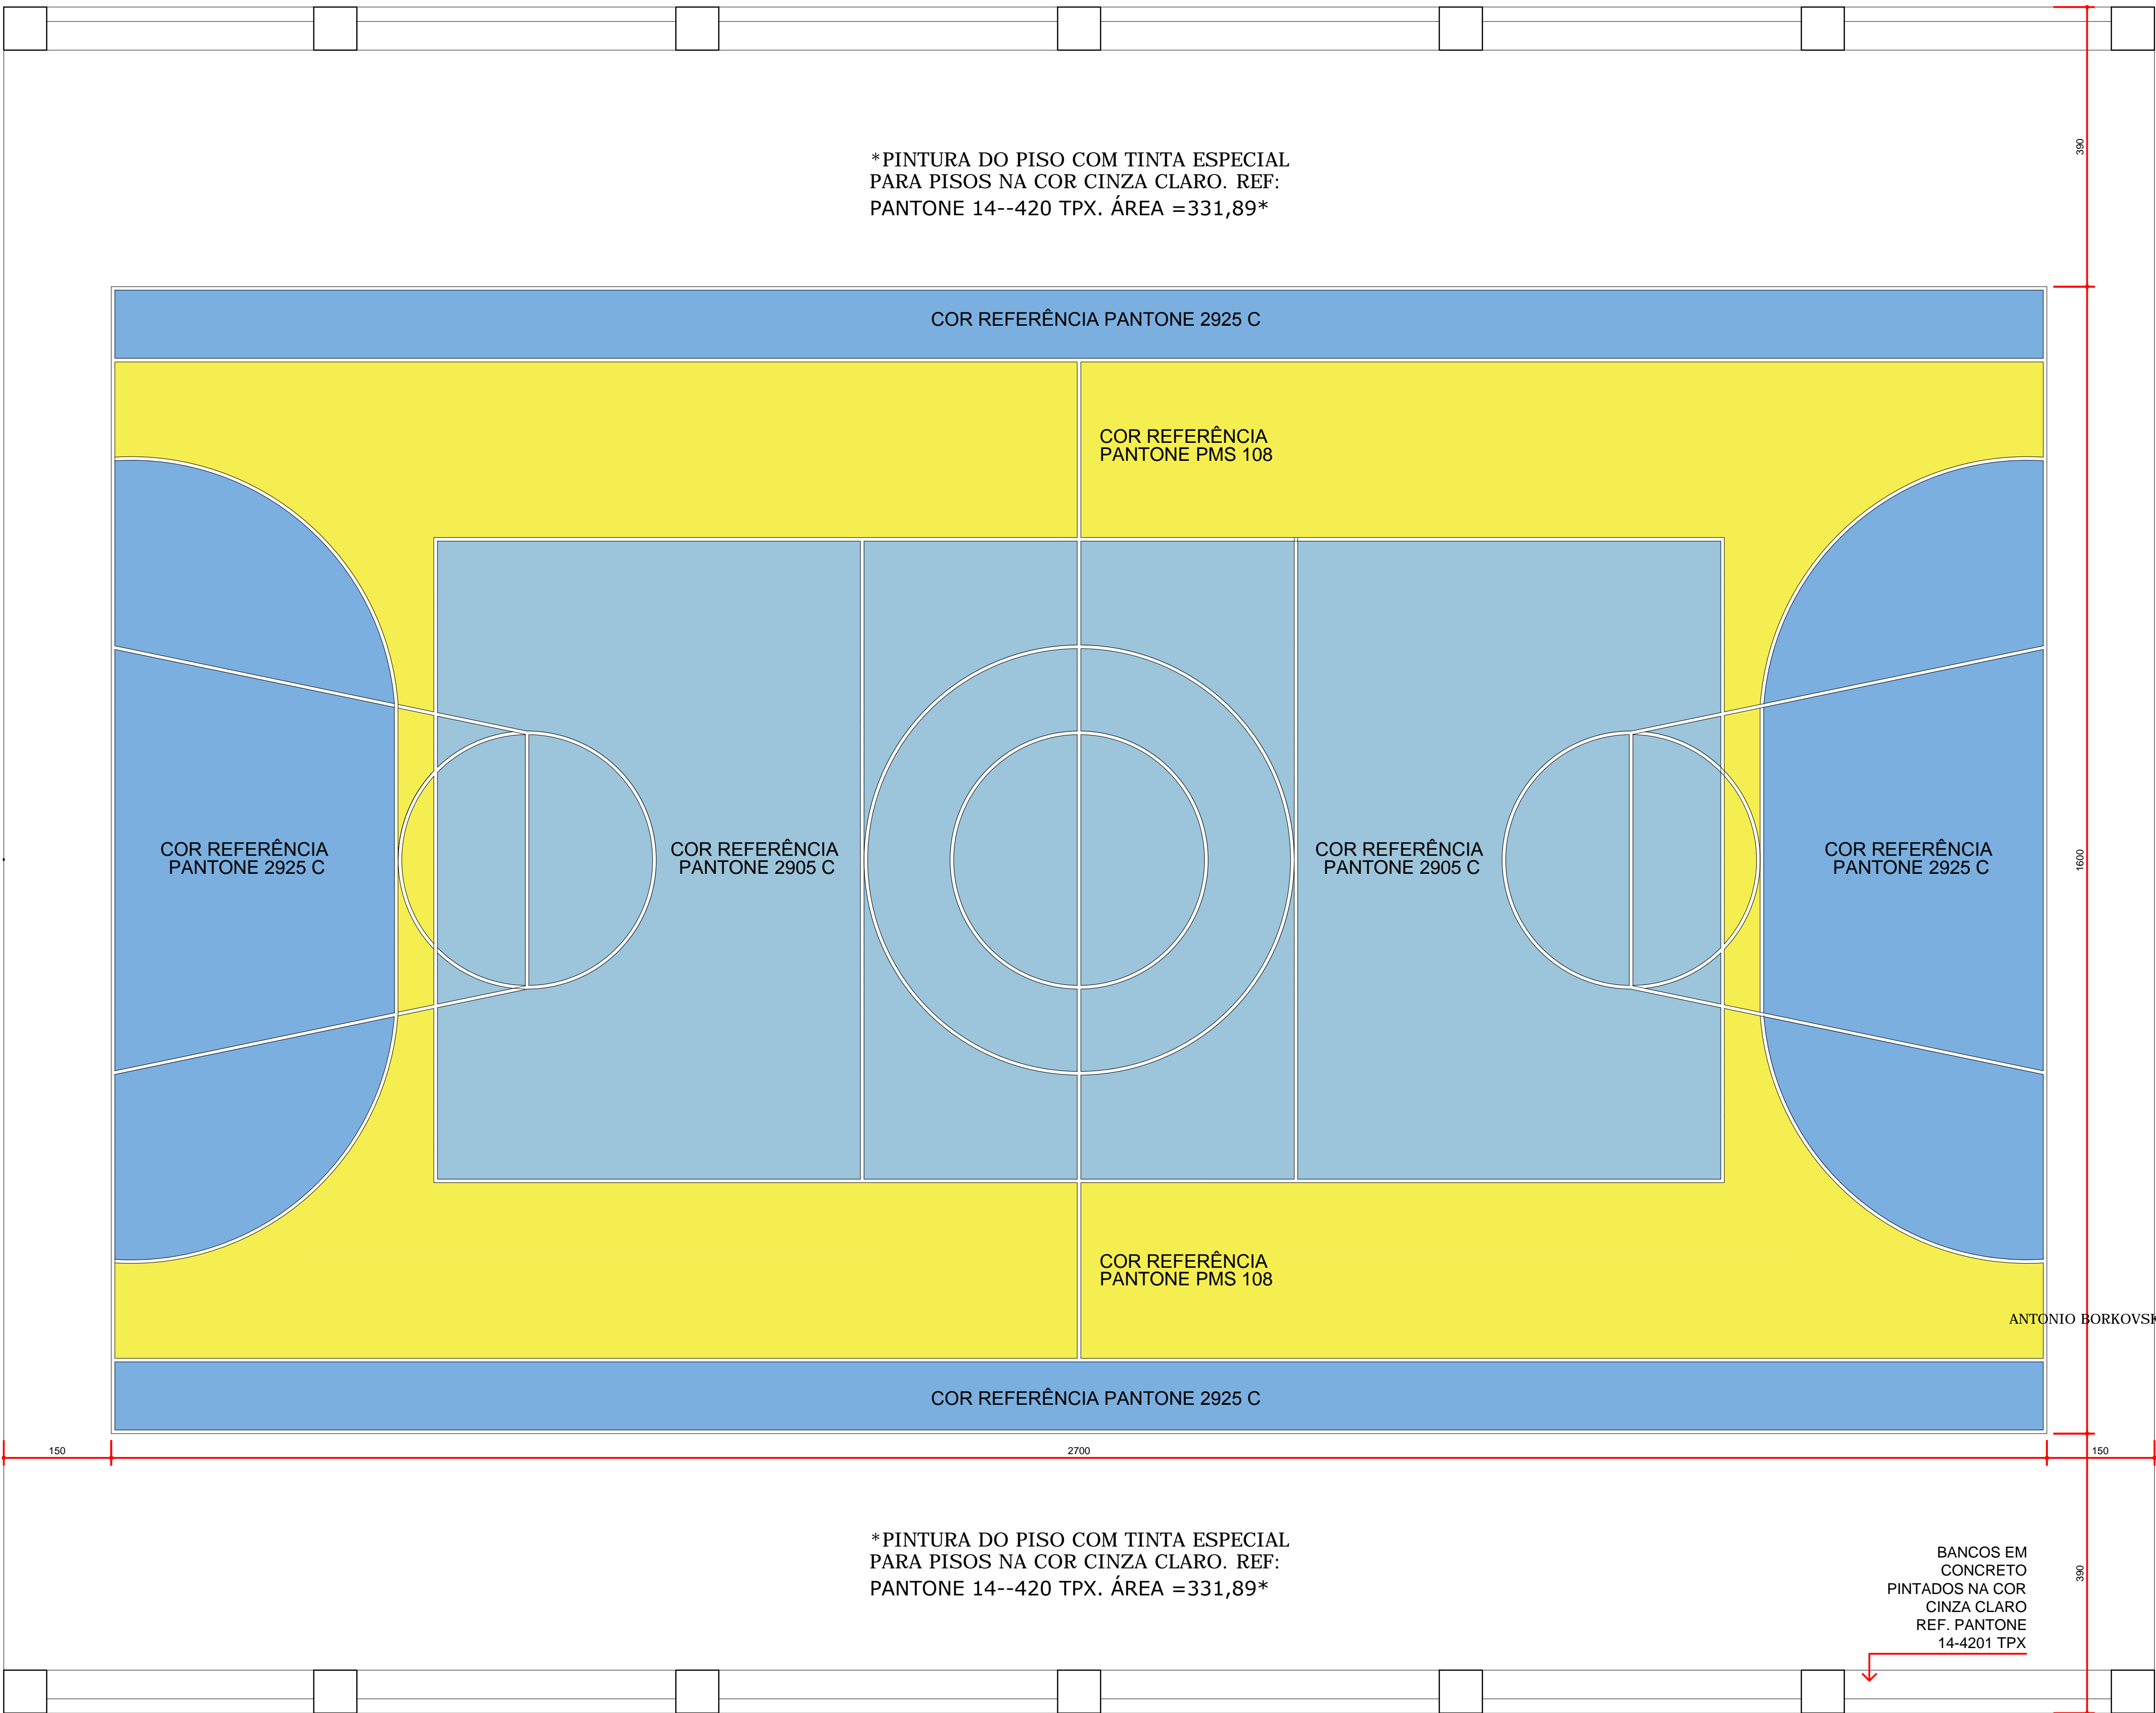 390
*PINTURA DO PISO COM TINTA ESPECIAL
PARA PISOS NA COR CINZA CLARO. REF:
PANTONE 14--420 TPX. ÁREA =331,89*
COR REFERÊNCIA PANTONE 2925 C
COR REFERÊNCIA
PANTONE PMS 108
COR REFERÊNCIA
PANTONE 2925 C
COR REFERÊNCIA
PANTONE 2905 C
COR REFERÊNCIA
PANTONE 2905 C
COR REFERÊNCIA
PANTONE 2925 C
1600
COR REFERÊNCIA
PANTONE PMS 108
ANTONIO BORKOVSK
COR REFERÊNCIA PANTONE 2925 C
150
2700
150
*PINTURA DO PISO COM TINTA ESPECIAL
PARA PISOS NA COR CINZA CLARO. REF:
PANTONE 14--420 TPX. ÁREA =331,89*
BANCOS EM
CONCRETO
PINTADOS NA COR
CINZA CLARO
REF. PANTONE
14-4201 TPX
390